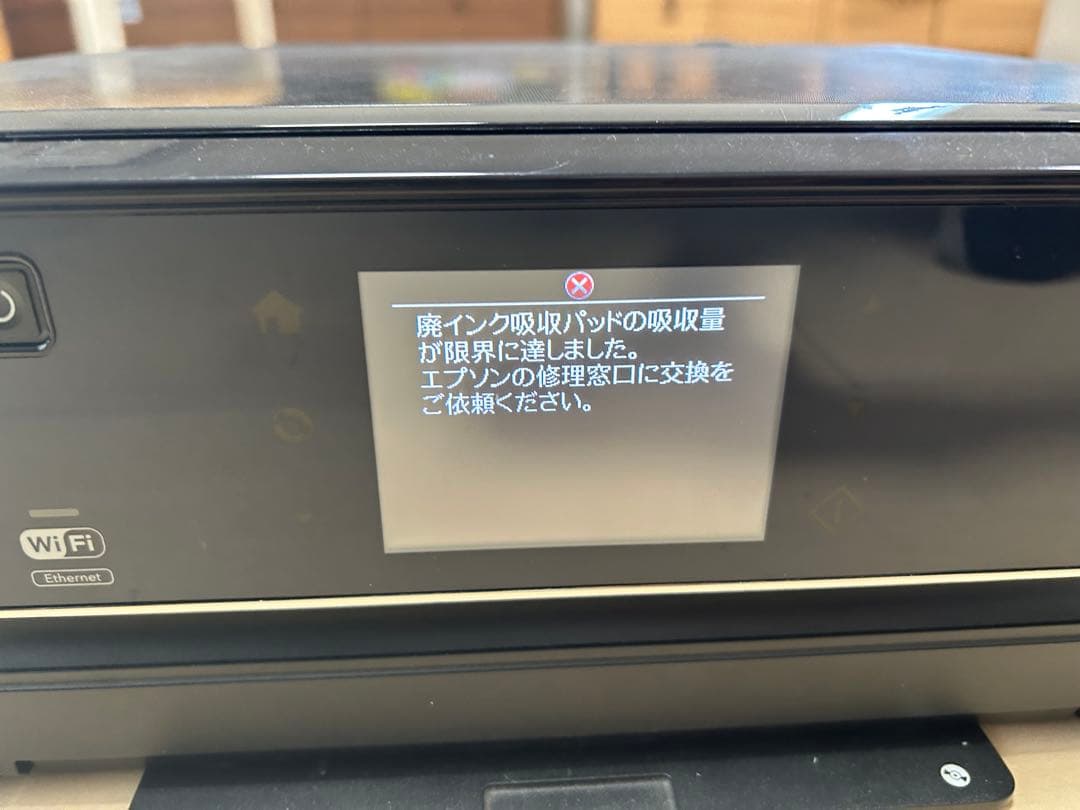 廃インク吸収パッドの吸収量
が限界に達しました。
エプソンの修理窓口に交換を
ご依頼ください。
WiFi
Ethernet